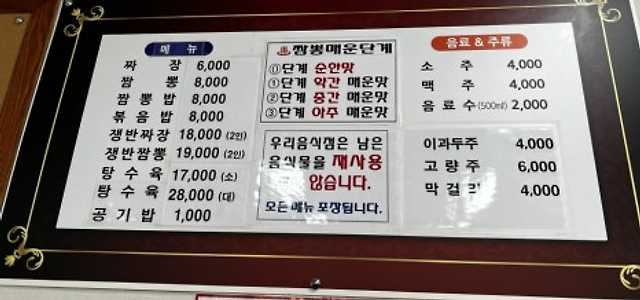 메 뉴
짜 장 6,000
짬 뽕 8,000
짬 뽕 밥 8,000
볶 음 밥 8,000
쟁반짜장 18,000 (2인)
쟁반짬뽕 19,000 (2인)
탕 수 육 17,000 (소)
탕 수 육 28,000 (대)
공 기 밥 1,000
♨짬뽕매운단계
⓪단계 순한맛
①단계 약간 매운맛
②단계 중간 매운맛
③단계 아주 매운맛
우리음식점은 남은
음식물을 재사용
않습니다.
모든 메뉴 포장됩니다.
음료 & 주류
소 주 4,000
맥 주 4,000
음 료 수 (500ml) 2,000
이과두주 4,000
고 량 주 6,000
막 걸 리 4,000